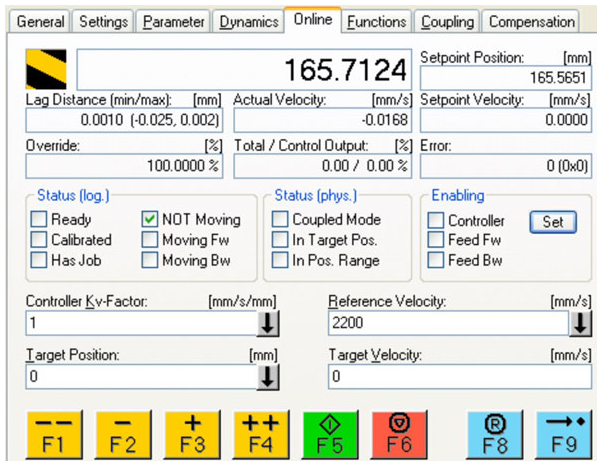 General Settings Parameter Dynamics Online Functions Coupling Compensation
165.7124 Setpoint Position: [mm]
165.5651
Lag Distance (min/max): [mm] Actual Velocity: [mm/s] Setpoint Velocity: [mm/s]
0.0010 (-0.025, 0.002) -0.0168 0.0000
Override: [%] Total / Control Output: [%] Error:
100.0000 % 0.00 / 0.00 % 0 (0x0)
Status (log.) Status (phys.) Enabling
Ready NOT Moving Coupled Mode Controller Set
Calibrated Moving Fw In Target Pos. Feed Fw
Has Job Moving Bw In Pos. Range Feed Bw
Controller Kv-Factor: [mm/s/mm] Reference Velocity: [mm/s]
1 2200
Target Position: [mm] Target Velocity: [mm/s]
0 0
-- - + ++ R
F1 F2 F3 F4 F5 F6 F8 F9